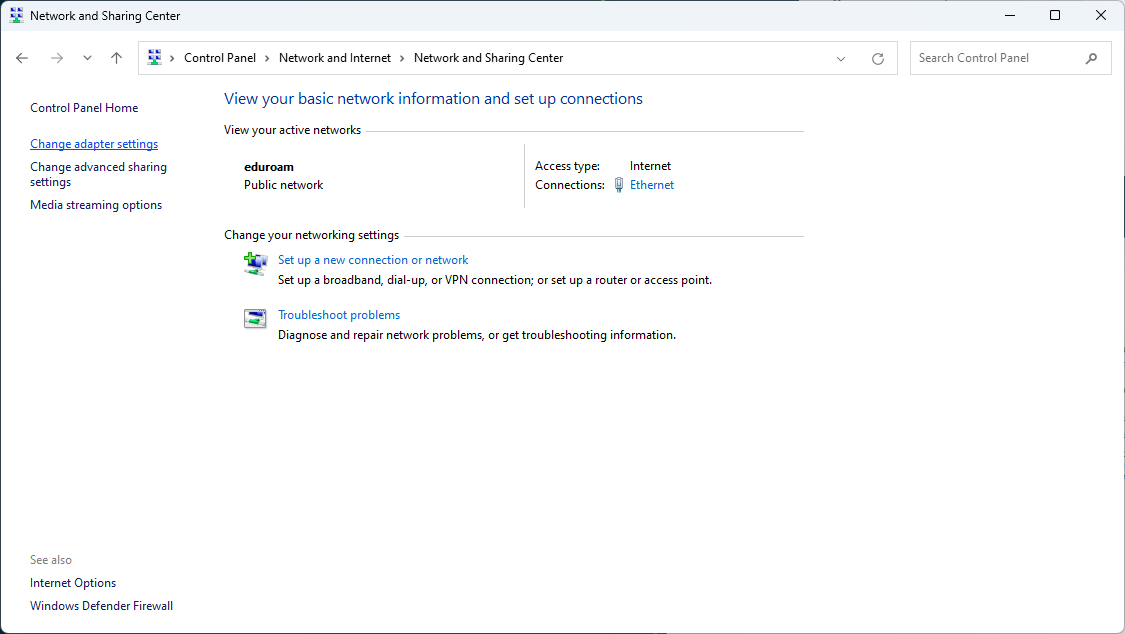 Network and Sharing Center
Control Panel > Network and Internet > Network and Sharing Center
Search Control Panel
Control Panel Home
Change adapter settings
Change advanced sharing
settings
Media streaming options
View your basic network information and set up connections
View your active networks
eduroam
Public network
Access type: Internet
Connections: Ethernet
Change your networking settings
Set up a new connection or network
Set up a broadband, dial-up, or VPN connection; or set up a router or access point.
Troubleshoot problems
Diagnose and repair network problems, or get troubleshooting information.
See also
Internet Options
Windows Defender Firewall